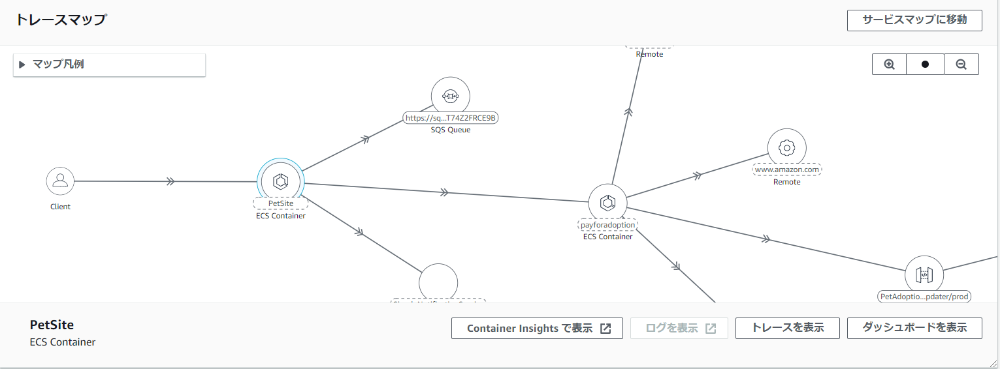 トレースマップ
サービスマップに移動
マップ凡例
Remote
https://sq...T74Z2FRCE9B
SQS Queue
www.amazon.com
Remote
Client
PetSite
ECS Container
payforadoption
ECS Container
PetAdoptio...pdater/prod
PetSite
ECS Container
Container Insights で表示
ログを表示
トレースを表示
ダッシュボードを表示